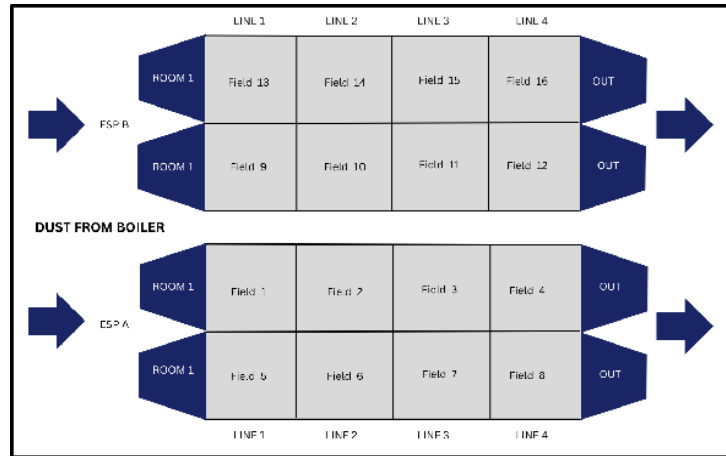 LINE 1 LINE 2 LINE 3 LINE 4
ROOM 1 Field 13 Field 14 Field 15 Field 16 OUT
ESP B
ROOM 1 Field 9 Field 10 Field 11 Field 12 OUT
DUST FROM BOILER
ROOM 1 Field 1 Field 2 Field 3 Field 4 OUT
ESP A
ROOM 1 Field 5 Field 6 Field 7 Field 8 OUT
LINE 1 LINE 2 LINE 3 LINE 4